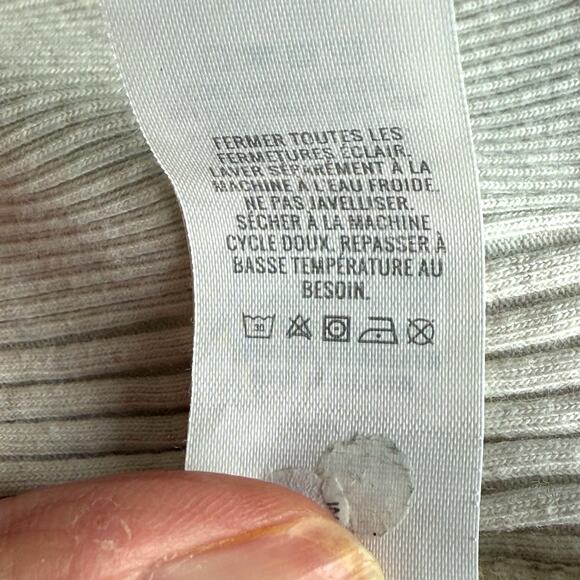 FERMER TOUTES LES
FERMETURES ÉCLAIR.
LAVER SÉPARÉMENT À LA
MACHINE À L'EAU FROIDE.
NE PAS JAVELLISER.
SÉCHER À LA MACHINE
CYCLE DOUX. REPASSER À
BASSE TEMPÉRATURE AU
BESOIN.
30